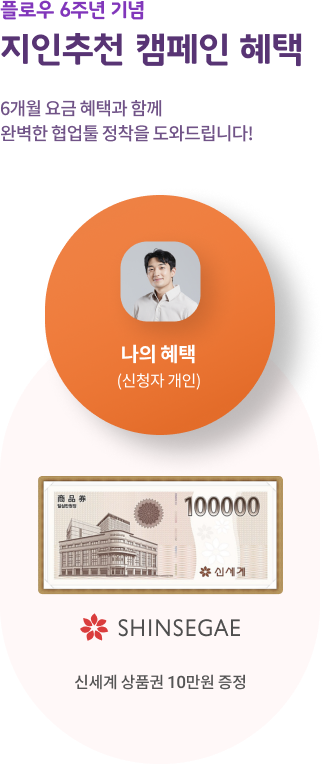 플로우 6주년 기념
지인추천 캠페인 혜택
6개월 요금 혜택과 함께
완벽한 협업툴 정착을 도와드립니다!
나의 혜택
(신청자 개인)
商品券
100000
신세계
SHINSEGAE
신세계 상품권 10만원 증정